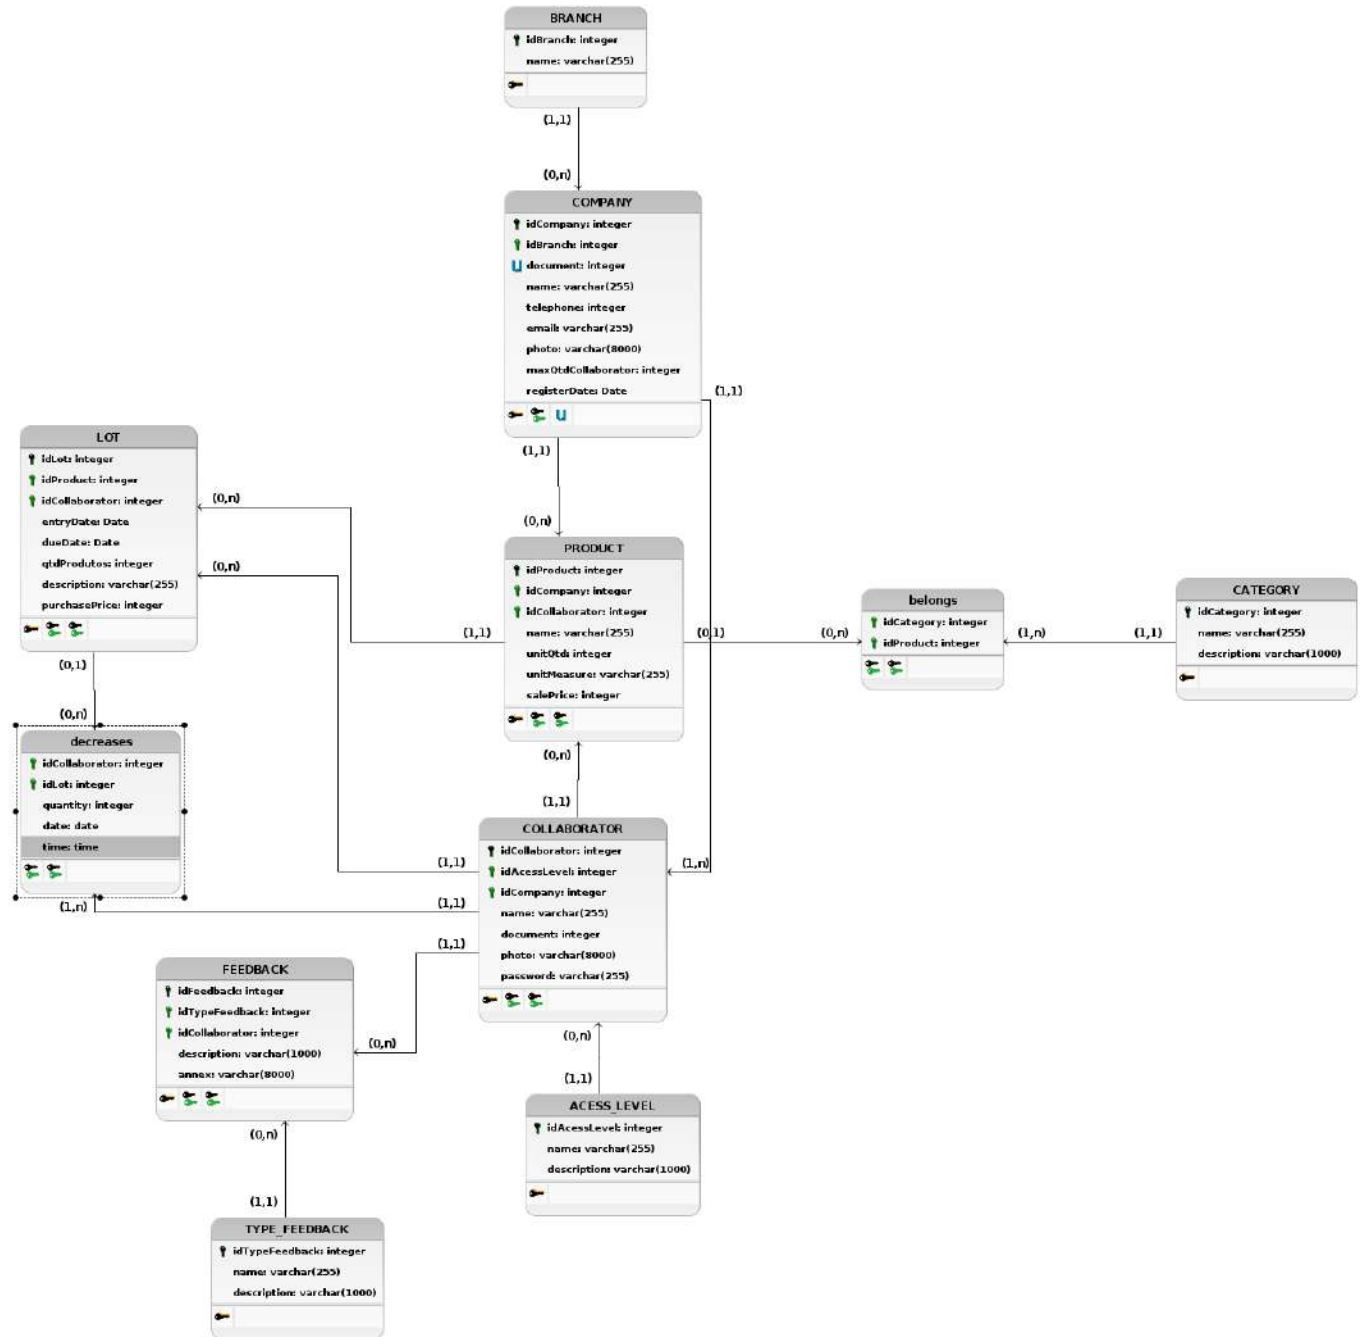 BRANCH
idBranch: integer
name: varchar(255)
(1,1)
(0,n)
COMPANY
idCompany: integer
idBranch: integer
U document: integer
name: varchar(255)
telephone: integer
email: varchar(255)
photo: varchar(8000)
maxQtdCollaborator: integer
registerDate: Date
U
(1,1)
(1,1)
(0,n)
LOT
idLot: integer
idProduct: integer
idCollaborator: integer
entryDate: Date
dueDate: Date
qtdProdutos: integer
description: varchar(255)
purchasePrice: integer
(0,n)
(0,n)
(1,1)
(0,1)
PRODUCT
idProduct: integer
idCompany: integer
idCollaborator: integer
name: varchar(255)
unitQtd: integer
unitMeasure: varchar(255)
salePrice: integer
(0,1)
(0,n)
belongs
idCategory: integer
idProduct: integer
(1,n)
(1,1)
CATEGORY
idCategory: integer
name: varchar(255)
description: varchar(1000)
(0,n)
decreases
idCollaborator: integer
idLot: integer
quantity: integer
date: date
time: time
(1,n)
(0,n)
(1,1)
COLLABORATOR
idCollaborator: integer
idAcessLevel: integer
idCompany: integer
name: varchar(255)
document: integer
photo: varchar(8000)
password: varchar(255)
(1,1)
(1,n)
(1,1)
(1,1)
FEEDBACK
idFeedback: integer
idTypeFeedback: integer
idCollaborator: integer
description: varchar(1000)
annex: varchar(8000)
(0,n)
(0,n)
(1,1)
ACESS_LEVEL
idAcessLevel: integer
name: varchar(255)
description: varchar(1000)
(0,n)
(1,1)
TYPE_FEEDBACK
idTypeFeedback: integer
name: varchar(255)
description: varchar(1000)